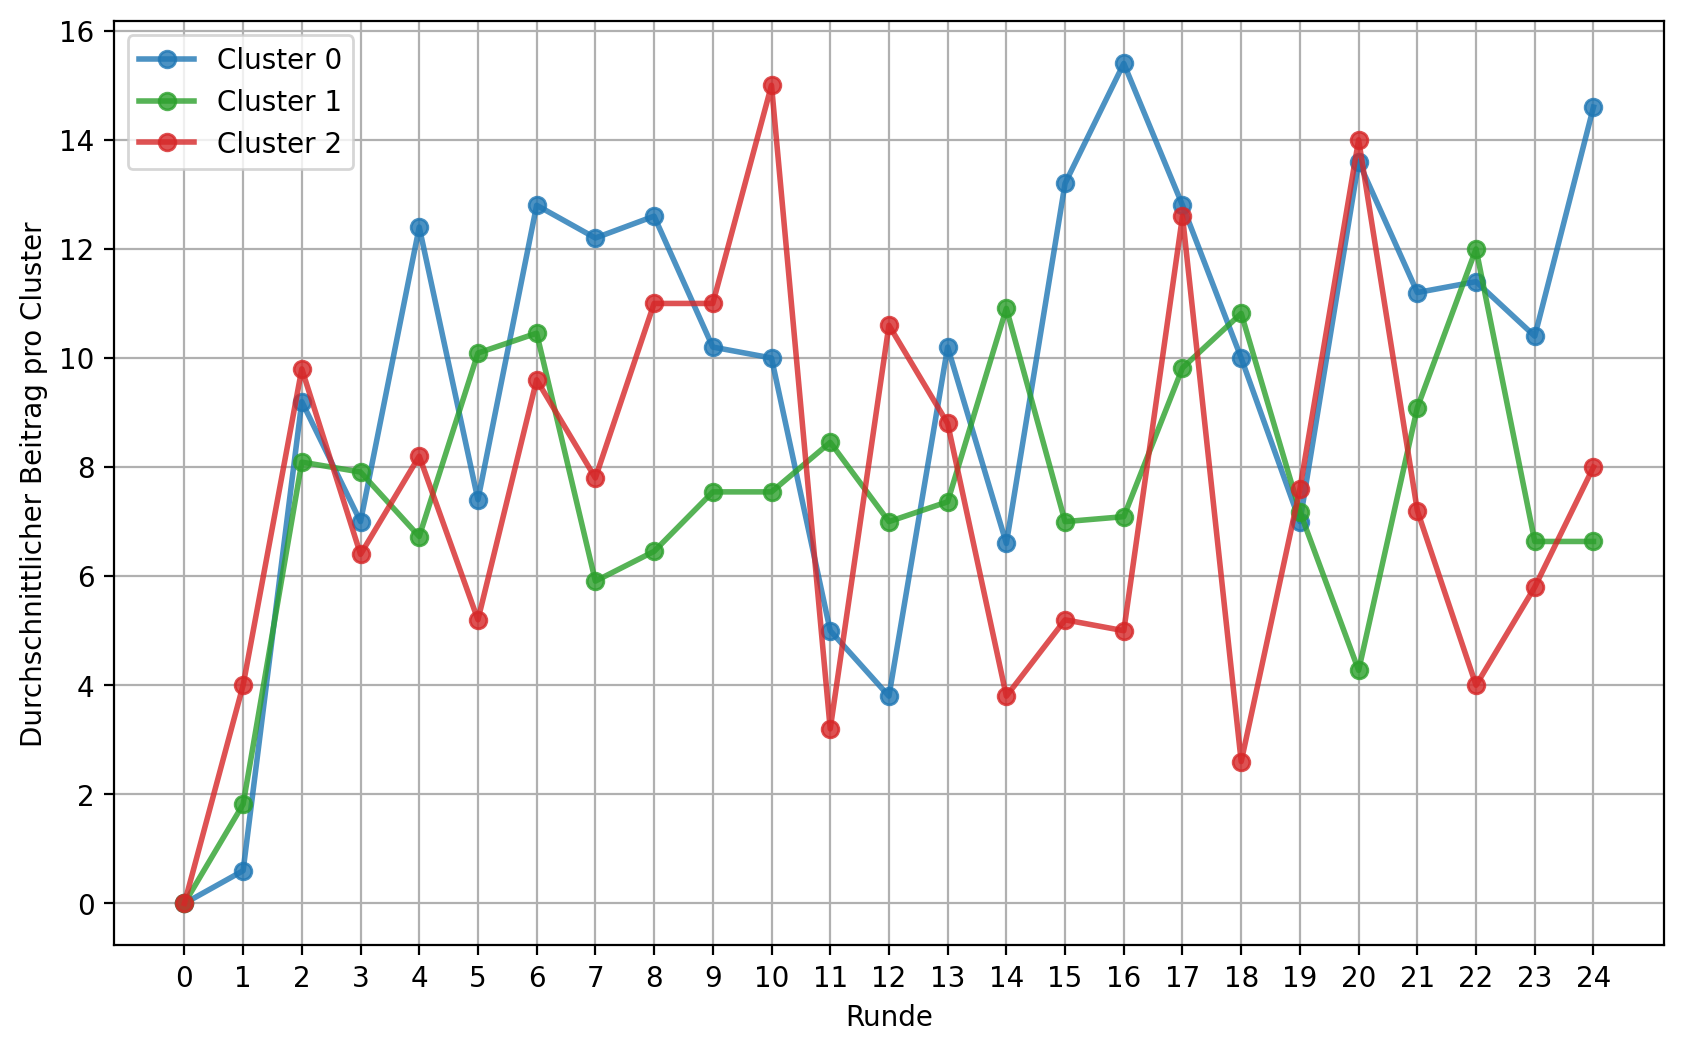 16
14
12
10
8
6
4
2
0
Durchschnittlicher Beitrag pro Cluster
Cluster 0
Cluster 1
Cluster 2
0 1 2 3 4 5 6 7 8 9 10 11 12 13 14 15 16 17 18 19 20 21 22 23 24
Runde